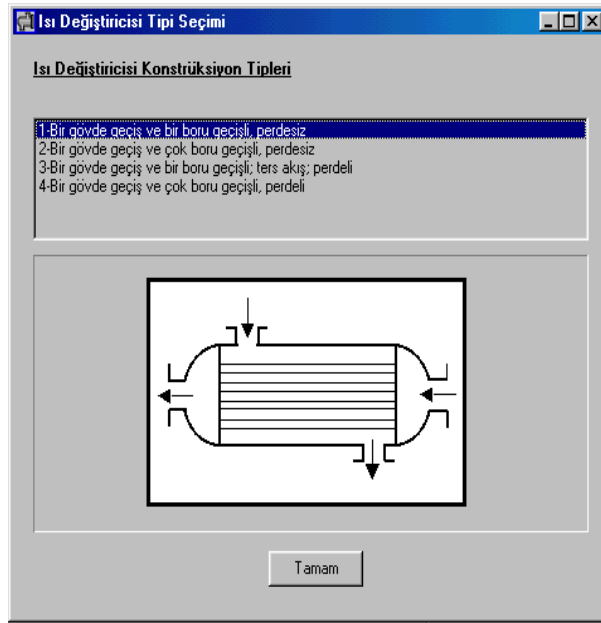 Isı Değiştiricisi Tipi Seçimi
Isı Değiştiricisi Konstrüksiyon Tipleri
1-Bir gövde geçiş ve bir boru geçişli, perdesiz
2-Bir gövde geçiş ve çok boru geçişli, perdesiz
3-Bir gövde geçiş ve bir boru geçişli; ters akış; perdeli
4-Bir gövde geçiş ve çok boru geçişli, perdeli
Tamam